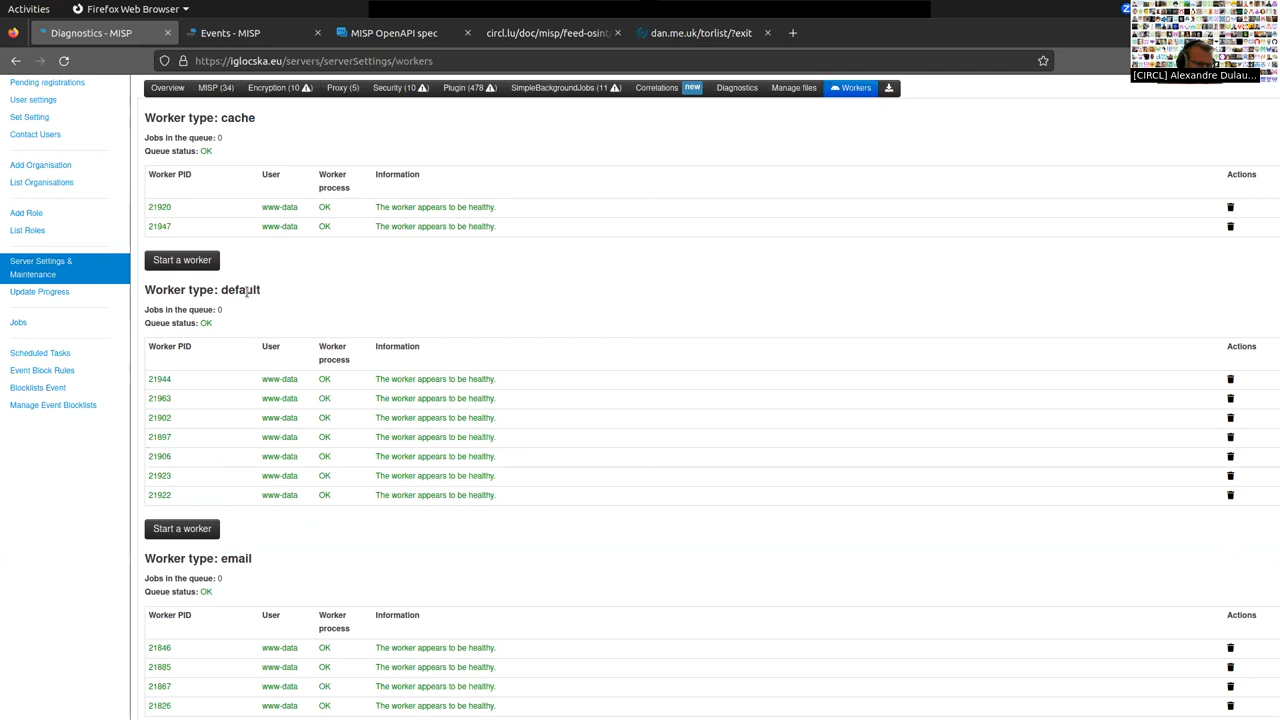 Activities
Firefox Web Browser
Diagnostics - MISP
Events - MISP
MISP OpenAPI spec
dan.me.uk/torlist/?exit
https://iglocska.eu/servers/serverSettings/workers
[CIRCL] Alexandre Dulau...
Pending registrations
User settings
Set Setting
Contact Users
Add Organisation
List Organisations
Add Role
List Roles
Server Settings &
Maintenance
Update Progress
Jobs
Scheduled Tasks
Event Block Rules
Blocklists Event
Manage Event Blocklists
Overview
MISP (34)
Encryption (10 )
Proxy (5)
Security (10 )
Plugin (478 )
SimpleBackgroundJobs (11 )
Correlations new
Diagnostics
Manage files
Workers
Worker type: cache
Jobs in the queue: 0
Queue status: OK
Worker PID User Worker process Information Actions
21920 www-data OK The worker appears to be healthy.
21947 www-data OK The worker appears to be healthy.
Start a worker
Worker type: default
Jobs in the queue: 0
Queue status: OK
Worker PID User Worker process Information Actions
21944 www-data OK The worker appears to be healthy.
21963 www-data OK The worker appears to be healthy.
21902 www-data OK The worker appears to be healthy.
21897 www-data OK The worker appears to be healthy.
21906 www-data OK The worker appears to be healthy.
21923 www-data OK The worker appears to be healthy.
21922 www-data OK The worker appears to be healthy.
Start a worker
Worker type: email
Jobs in the queue: 0
Queue status: OK
Worker PID User Worker process Information Actions
21846 www-data OK The worker appears to be healthy.
21885 www-data OK The worker appears to be healthy.
21867 www-data OK The worker appears to be healthy.
21826 www-data OK The worker appears to be healthy.